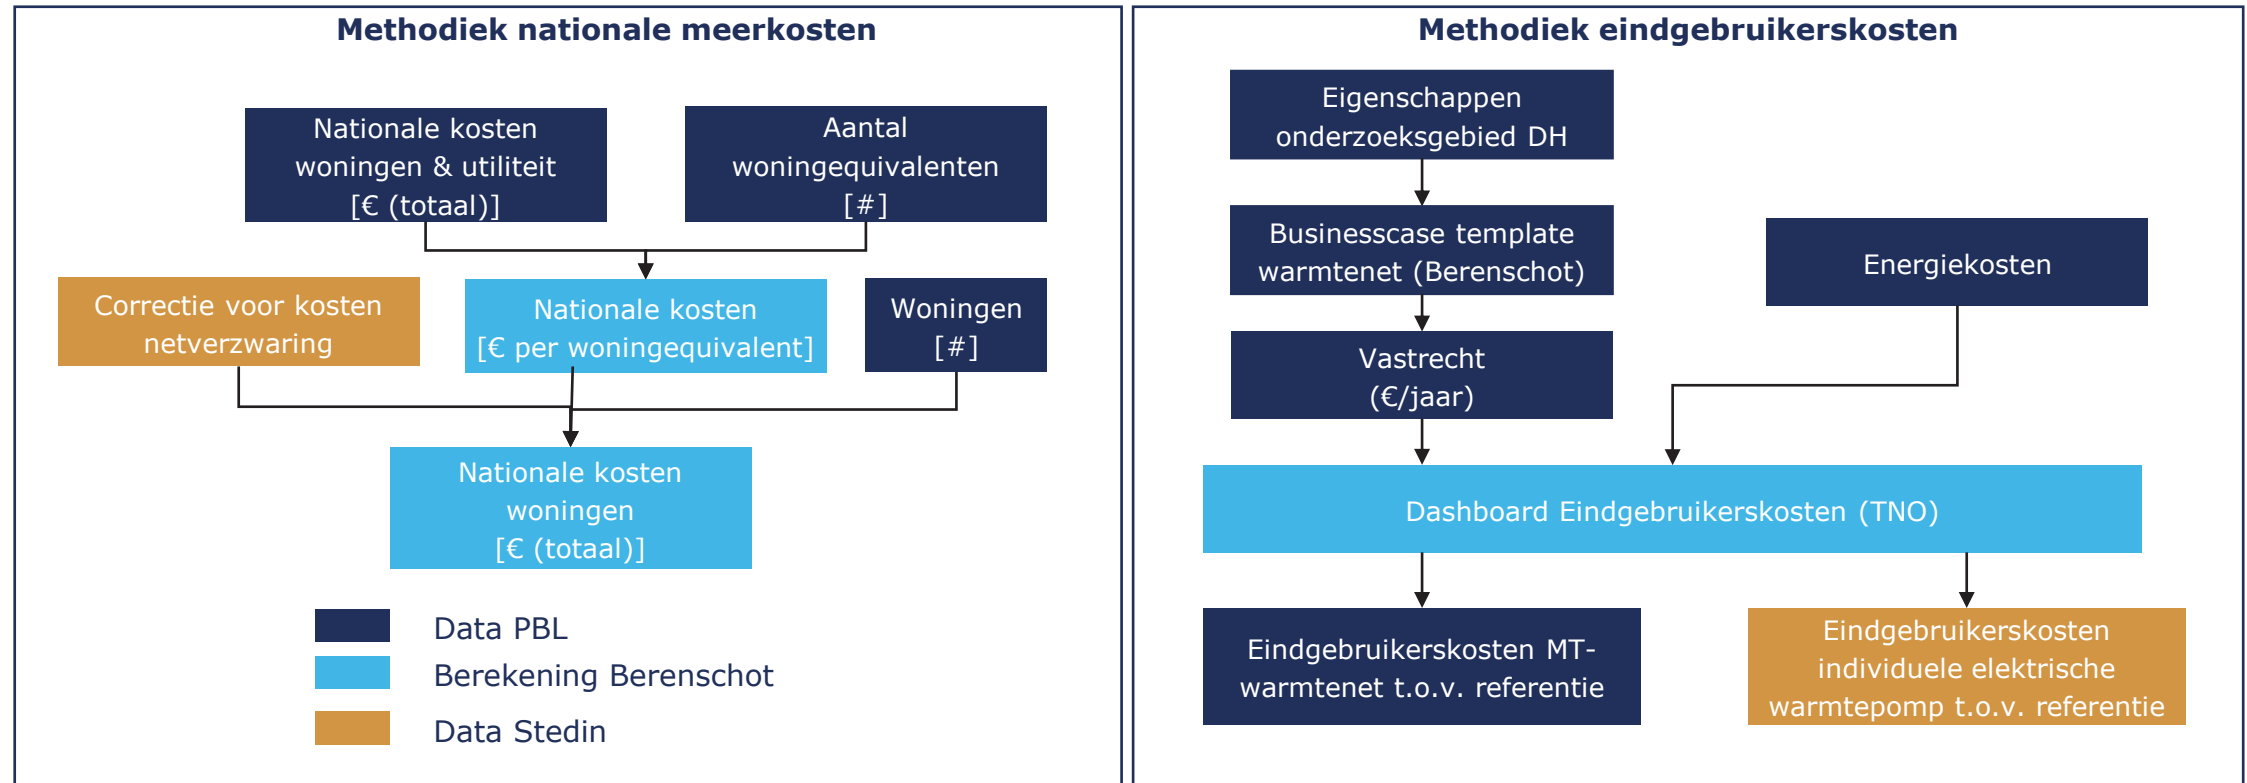 Methodiek nationale meerkosten
Nationale kosten
woningen & utiliteit
[€ (totaal)]
Aantal
woningequivalenten
[#]
Correctie voor kosten
netverzwaring
Nationale kosten
[€ per woningequivalent]
Woningen
[#]
Nationale kosten
woningen
[€ (totaal)]
Data PBL
Berekening Berenschot
Data Stedin
Methodiek eindgebruikerskosten
Eigenschappen
onderzoeksgebied DH
Businesscase template
warmtenet (Berenschot)
Energiekosten
Vastrecht
(€/jaar)
Dashboard Eindgebruikerskosten (TNO)
Eindgebruikerskosten MT-
warmtenet t.o.v. referentie
Eindgebruikerskosten
individuele elektrische
warmtepomp t.o.v. referentie